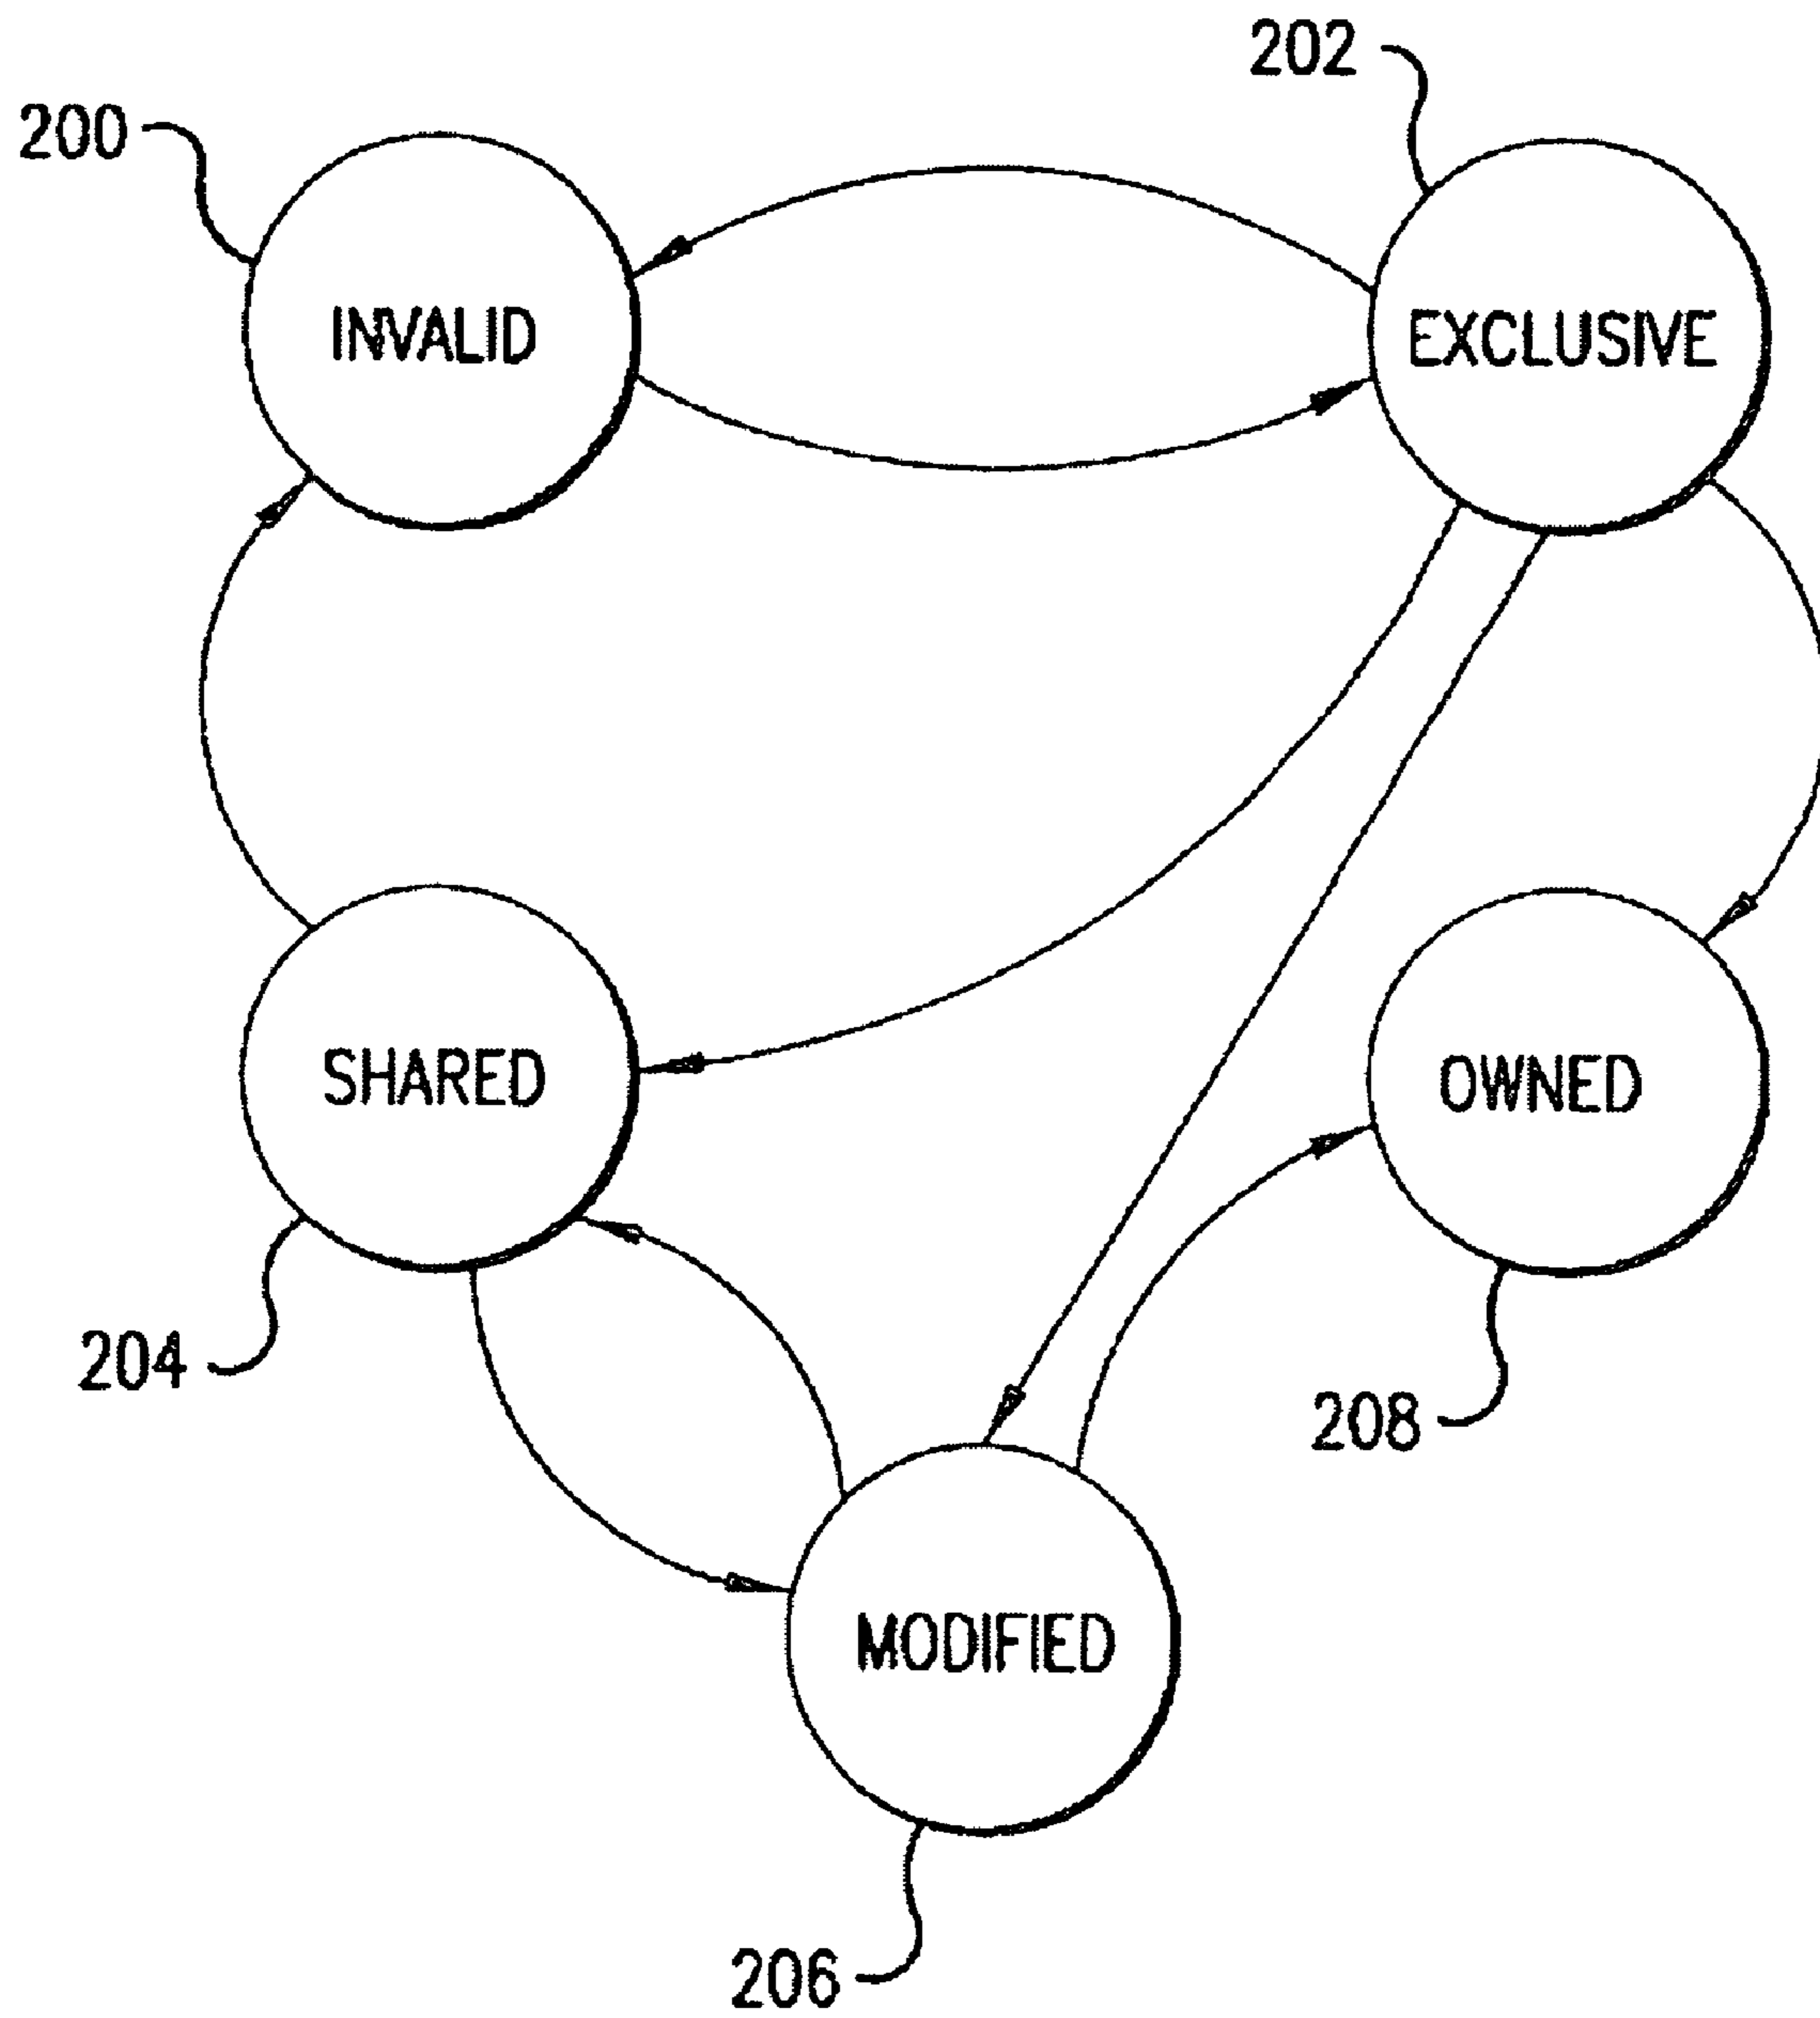 202
200
INVALID
EXCLUSIVE
SHARED
OWNED
204
208
MODIFIED
206